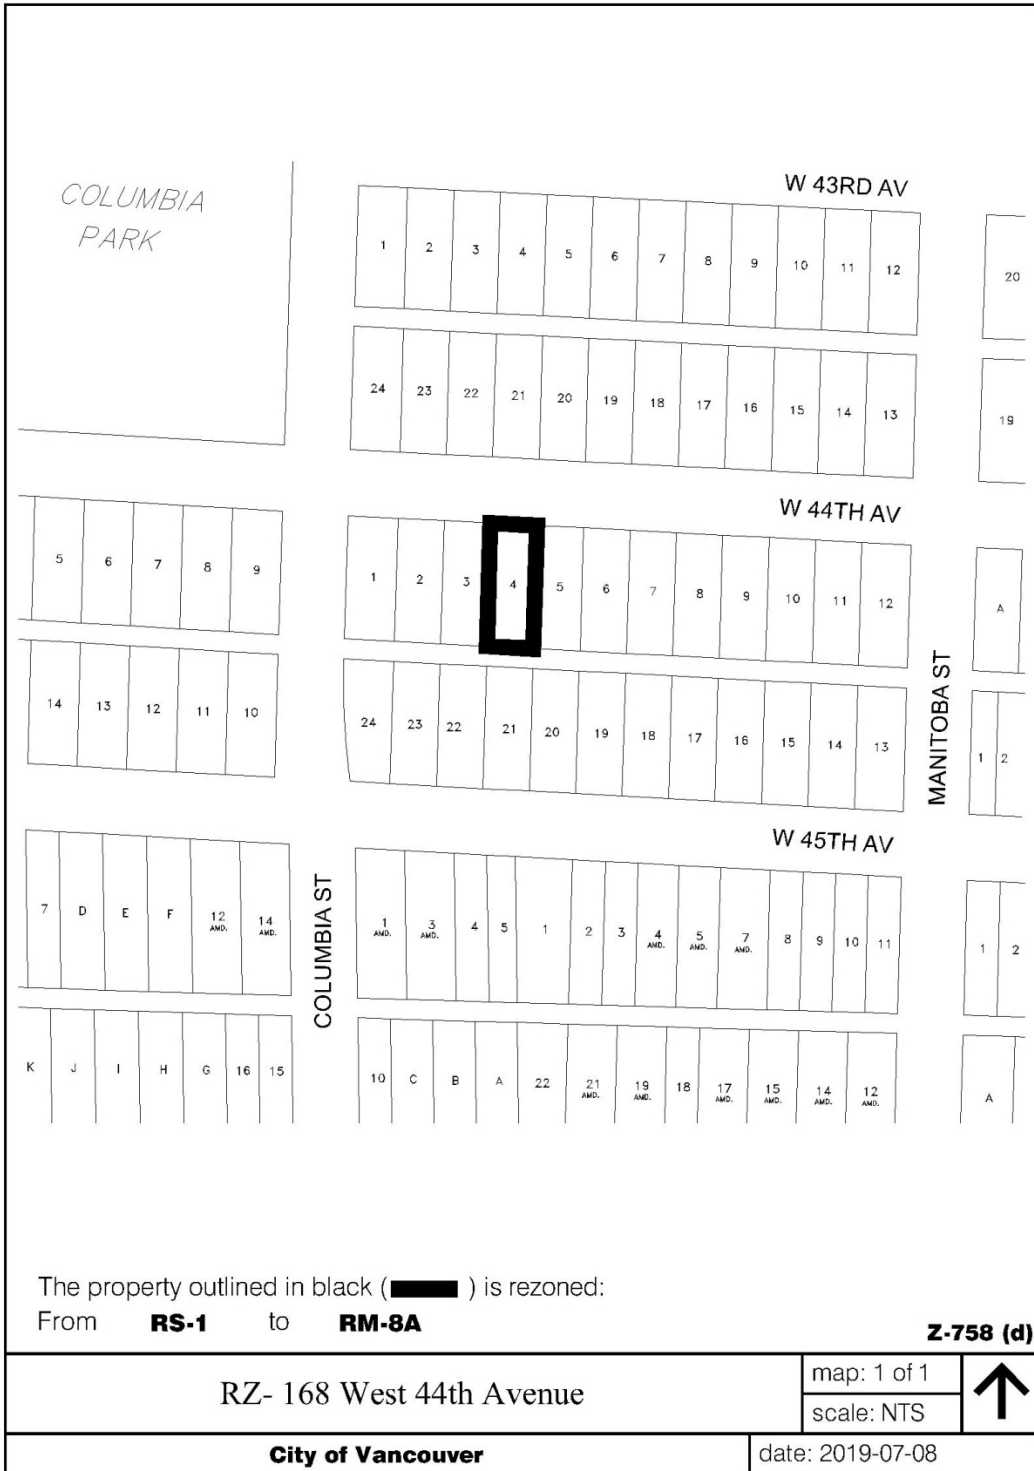 COLUMBIA
PARK
W 43RD AV
1 2 3 4 5 6 7 8 9 10 11 12
20
24 23 22 21 20 19 18 17 16 15 14 13
19
W 44TH AV
5 6 7 8 9
1 2 3 4 5 6 7 8 9 10 11 12
A
14 13 12 11 10
24 23 22 21 20 19 18 17 16 15 14 13
1 2
MANITOBA ST
W 45TH AV
7 D E F 12 AMD. 14 AMD.
COLUMBIA ST
1 AMD. 3 AMD. 4 5 1 2 3 4 AMD. 5 AMD. 7 AMD. 8 9 10 11
1 2
K J I H G 16 15
10 C B A 22 21 AMD. 19 AMD. 18 17 AMD. 15 AMD. 14 AMD. 12 AMD.
A
The property outlined in black ( ) is rezoned:
From RS-1 to RM-8A
Z-758 (d)
RZ- 168 West 44th Avenue
map: 1 of 1
scale: NTS
City of Vancouver
date: 2019-07-08